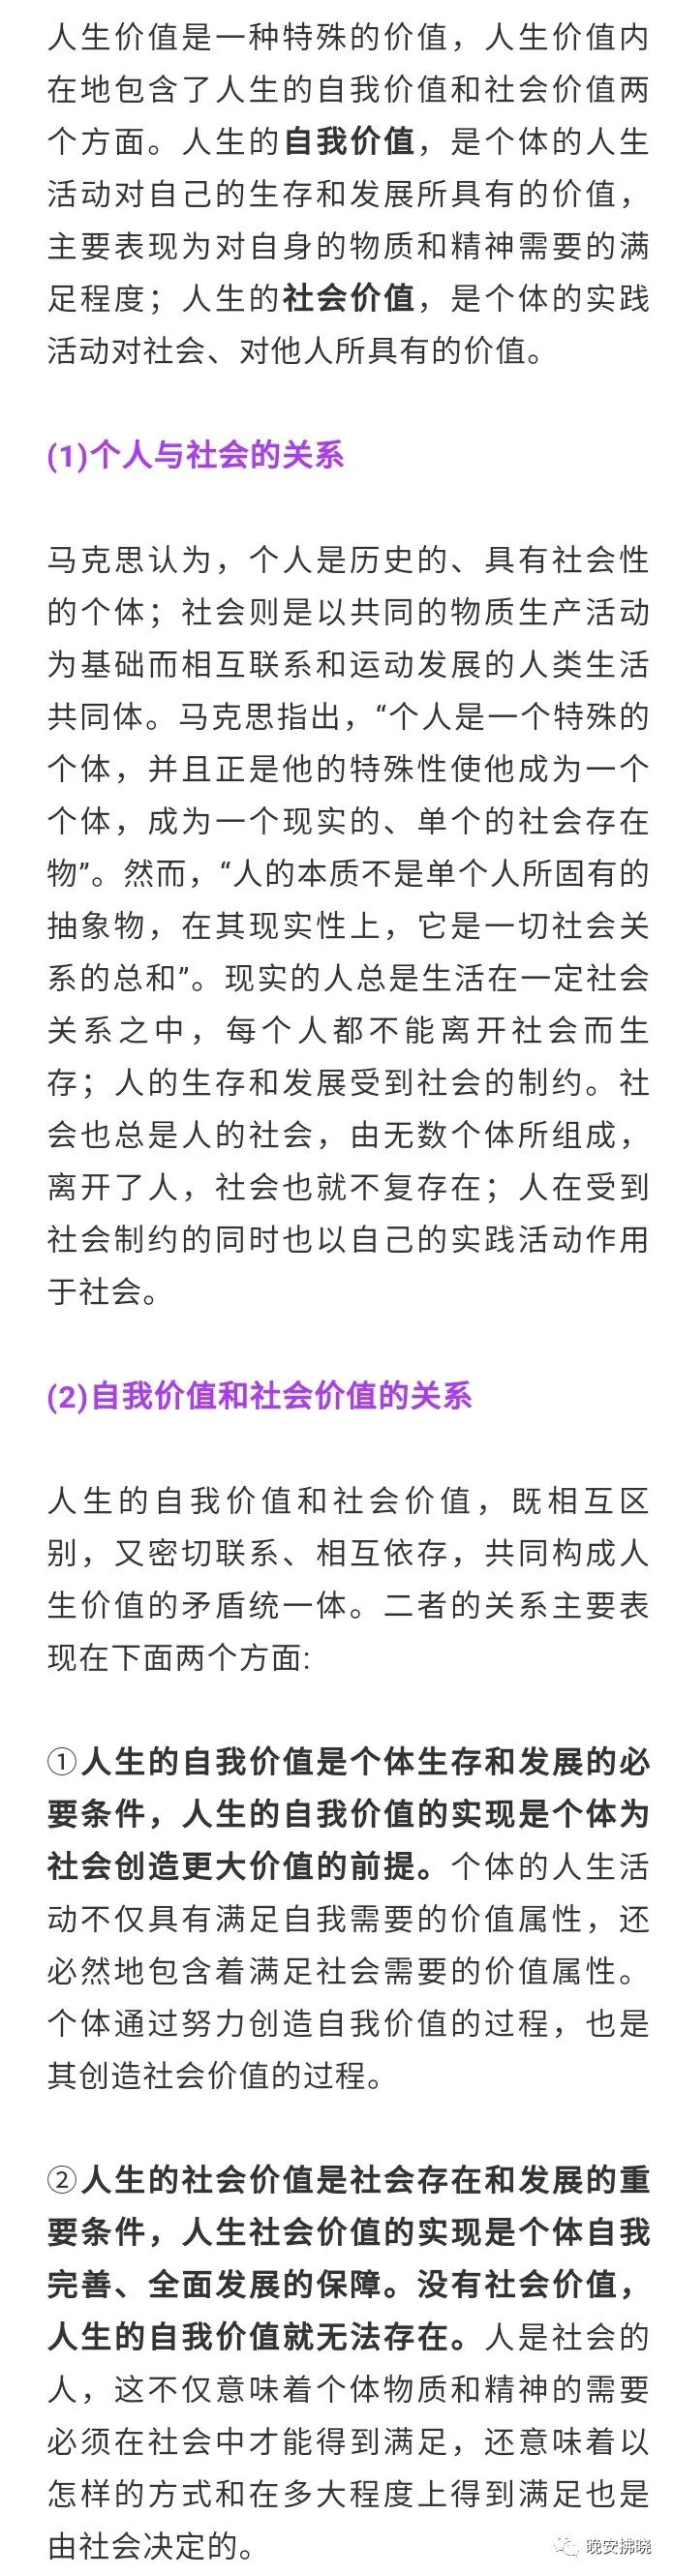 人生价值是一种特殊的价值，人生价值内
在地包含了人生的自我价值和社会价值两
个方面。人生的自我价值，是个体的人生
活动对自己的生存和发展所具有的价值，
主要表现为对自身的物质和精神需要的满
足程度；人生的社会价值，是个体的实践
活动对社会、对他人所具有的价值。
(1)个人与社会的关系
马克思认为，个人是历史的、具有社会性
的个体；社会则是以共同的物质生产活动
为基础而相互联系和运动发展的人类生活
共同体。马克思指出，“个人是一个特殊的
个体，并且正是他的特殊性使他成为一个
个体，成为一个现实的、单个的社会存在
物”。然而，“人的本质不是单个人所固有的
抽象物，在其现实性上，它是一切社会关
系的总和”。现实的人总是生活在一定社会
关系之中，每个人都不能离开社会而生
存；人的生存和发展受到社会的制约。社
会也总是人的社会，由无数个体所组成，
离开了人，社会也就不复存在；人在受到
社会制约的同时也以自己的实践活动作用
于社会。
(2)自我价值和社会价值的关系
人生的自我价值和社会价值，既相互区
别，又密切联系、相互依存，共同构成人
生价值的矛盾统一体。二者的关系主要表
现在下面两个方面:
①人生的自我价值是个体生存和发展的必
要条件，人生的自我价值的实现是个体为
社会创造更大价值的前提。个体的人生活
动不仅具有满足自我需要的价值属性，还
必然地包含着满足社会需要的价值属性。
个体通过努力创造自我价值的过程，也是
其创造社会价值的过程。
②人生的社会价值是社会存在和发展的重
要条件，人生社会价值的实现是个体自我
完善、全面发展的保障。没有社会价值，
人生的自我价值就无法存在。人是社会的
人，这不仅意味着个体物质和精神的需要
必须在社会中才能得到满足，还意味着以
怎样的方式和在多大程度上得到满足也是
由社会决定的。
晚安拂晓